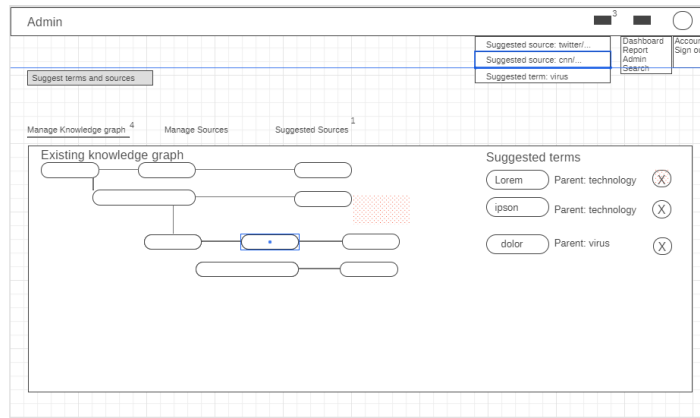 Admin
3
Suggested source: twitter/...
Suggested source: cnn/...
Suggested term: virus
Dashboard
Report
Admin
Search
Accou
Sign o
Suggest terms and sources
Manage Knowledge graph 4
Manage Sources
Suggested Sources 1
Existing knowledge graph
Suggested terms
Lorem Parent: technology X
ipson Parent: technology X
dolor Parent: virus X